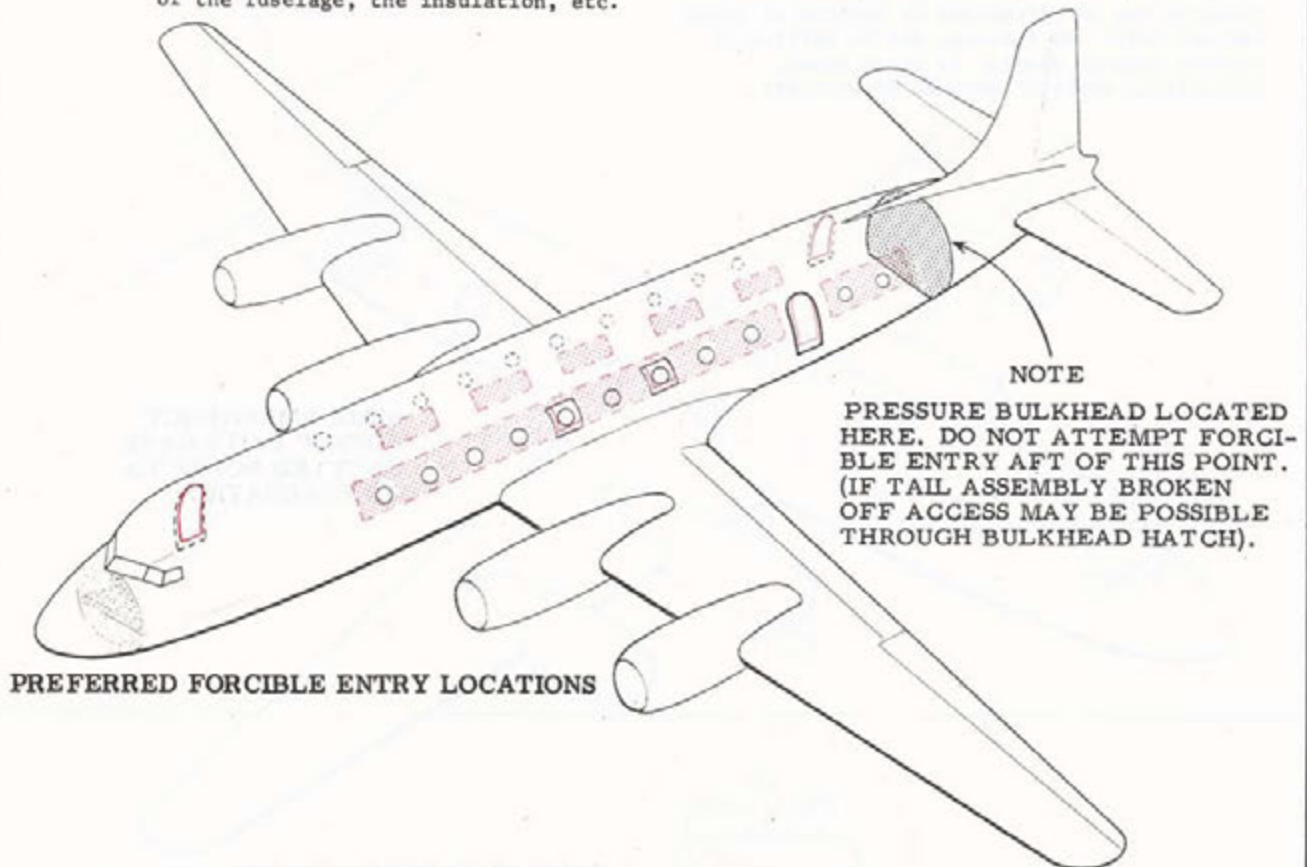 of the fuselage, the insulation, etc.
NOTE
PRESSURE BULKHEAD LOCATED
HERE. DO NOT ATTEMPT FORCI-
BLE ENTRY AFT OF THIS POINT.
(IF TAIL ASSEMBLY BROKEN
OFF ACCESS MAY BE POSSIBLE
THROUGH BULKHEAD HATCH).
PREFERRED FORCIBLE ENTRY LOCATIONS